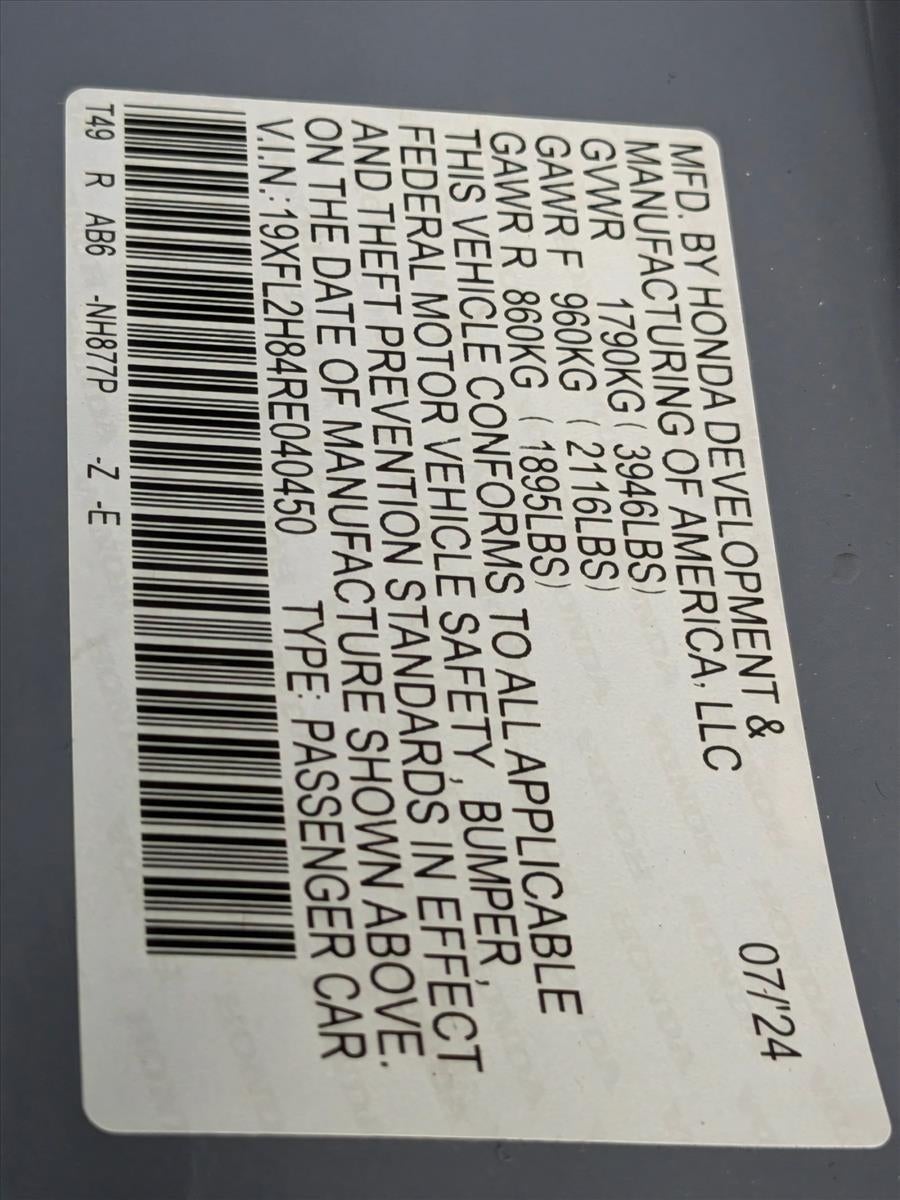 MFD. BY HONDA DEVELOPMENT &
MANUFACTURING OF AMERICA, LLC 07/'24
GVWR 1790KG ( 3946LBS)
GAWR F 960KG ( 2116LBS)
GAWR R 860KG ( 1895LBS)
THIS VEHICLE CONFORMS TO ALL APPLICABLE
FEDERAL MOTOR VEHICLE SAFETY, BUMPER,
AND THEFT PREVENTION STANDARDS IN EFFECT
ON THE DATE OF MANUFACTURE SHOWN ABOVE.
V.I.N.: 19XFL2H84RE040450 TYPE: PASSENGER CAR
T49 R AB6 -NH877P -Z -E